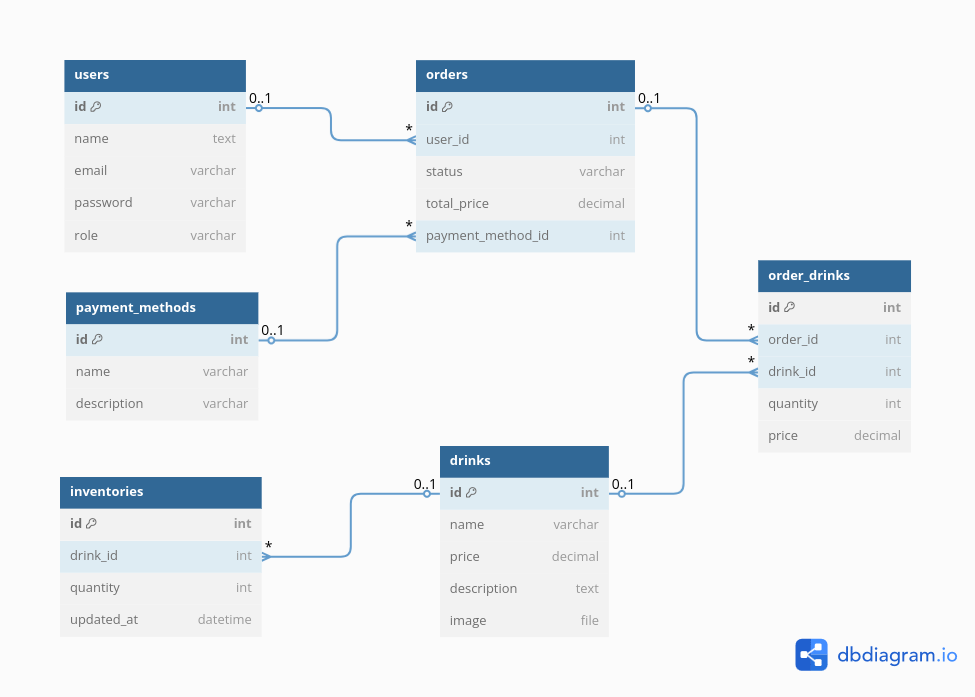 users
id int
name text
email varchar
password varchar
role varchar
0..1
*
orders
id int
user_id int
status varchar
total_price decimal
payment_method_id int
*
0..1
payment_methods
id int
name varchar
description varchar
0..1
order_drinks
id int
order_id int
drink_id int
quantity int
price decimal
*
*
inventories
id int
drink_id int
quantity int
updated_at datetime
*
0..1
drinks
id int
name varchar
price decimal
description text
image file
0..1
dbdiagram.io